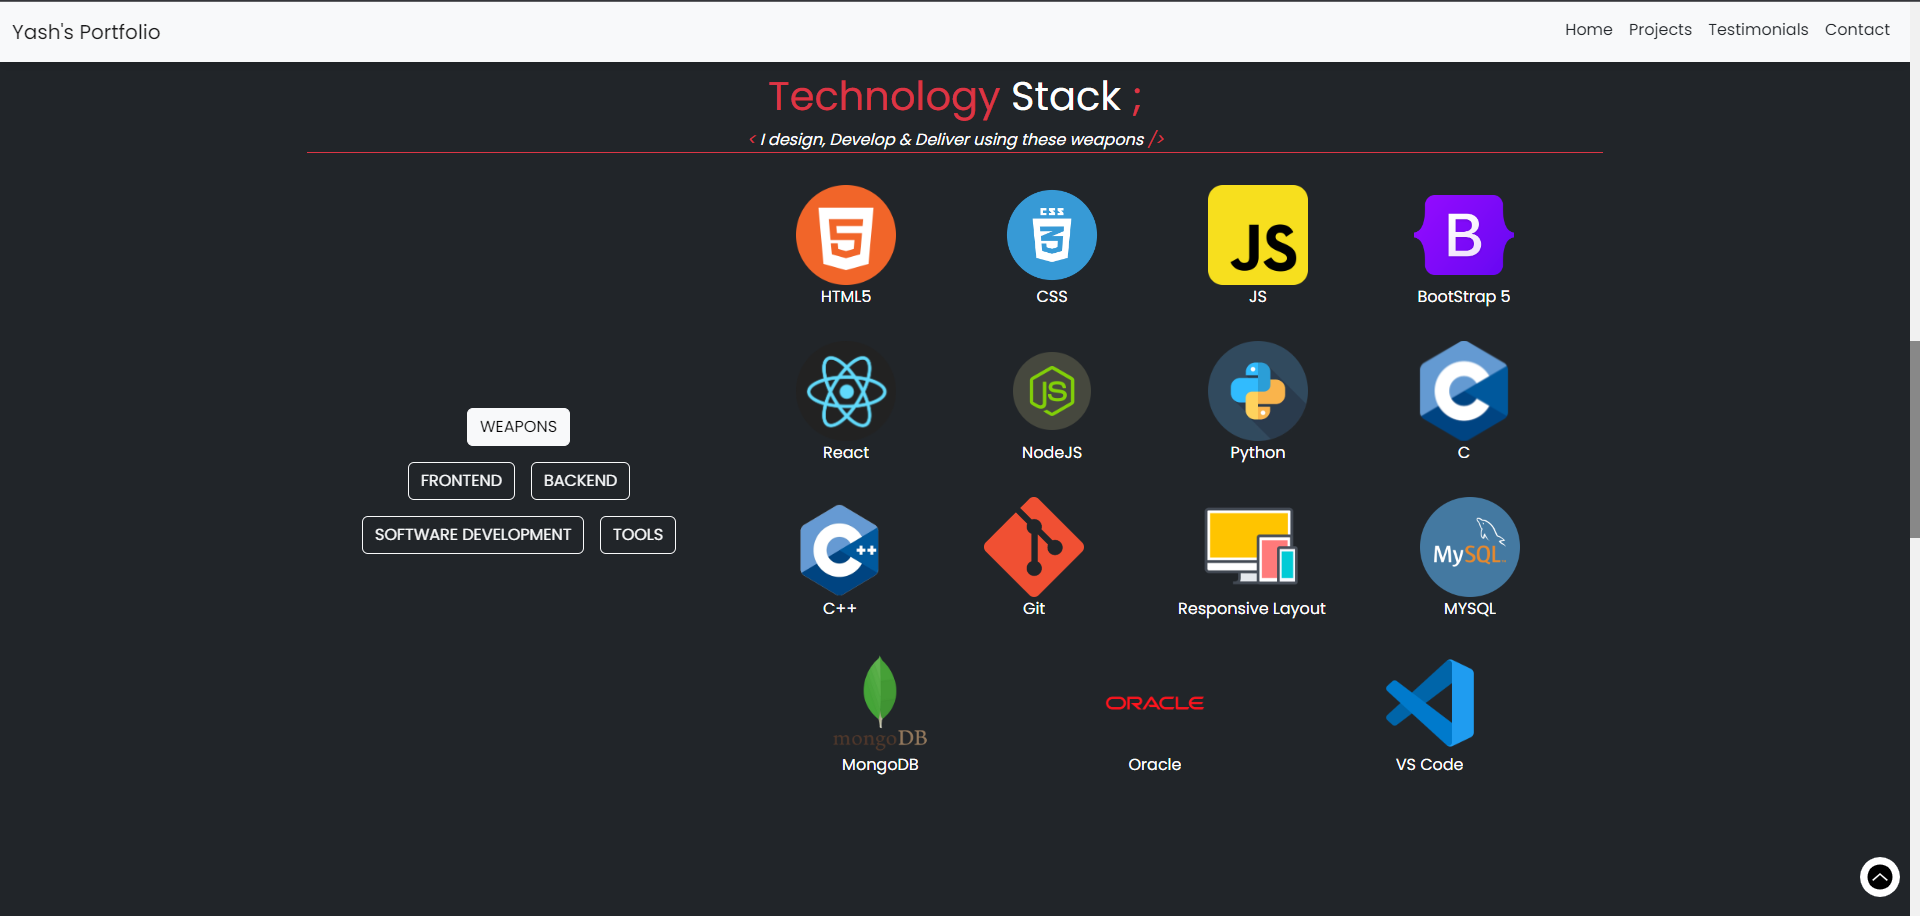 Yash's Portfolio
Home Projects Testimonials Contact
Technology Stack ;
< I design, Develop & Deliver using these weapons />
5
CSS
3
JS
B
HTML5 CSS JS BootStrap 5
JS
C
React NodeJS Python C
WEAPONS
FRONTEND BACKEND
SOFTWARE DEVELOPMENT TOOLS
C++
MySQL
C++ Git Responsive Layout MYSQL
mongoDB
ORACLE
MongoDB Oracle VS Code